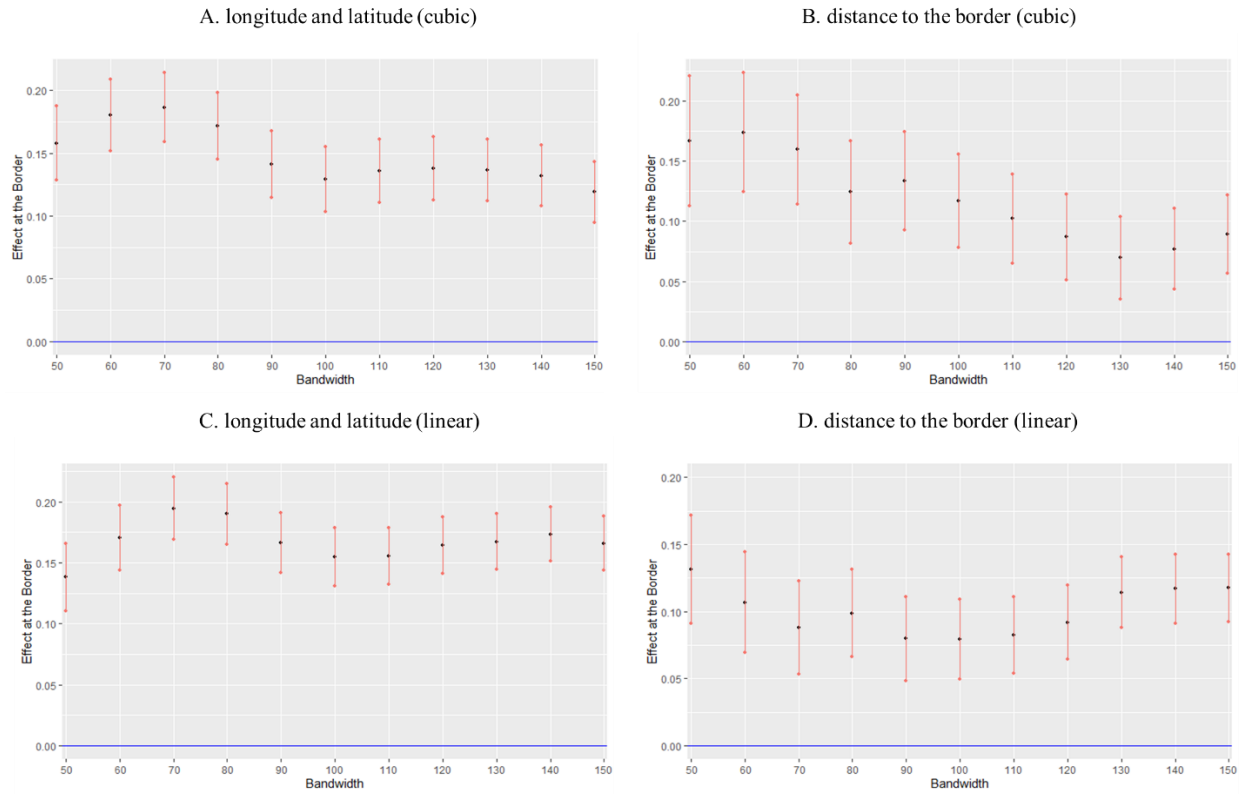 A. longitude and latitude (cubic)
B. distance to the border (cubic)
Effect at the Border
0.20
0.15
0.10
0.05
0.00
50 60 70 80 90 100 110 120 130 140 150
Bandwidth
Effect at the Border
0.20
0.15
0.10
0.05
0.00
50 60 70 80 90 100 110 120 130 140 150
Bandwidth
C. longitude and latitude (linear)
D. distance to the border (linear)
Effect at the Border
0.20
0.15
0.10
0.05
0.00
50 60 70 80 90 100 110 120 130 140 150
Bandwidth
Effect at the Border
0.20
0.15
0.10
0.05
0.00
50 60 70 80 90 100 110 120 130 140 150
Bandwidth